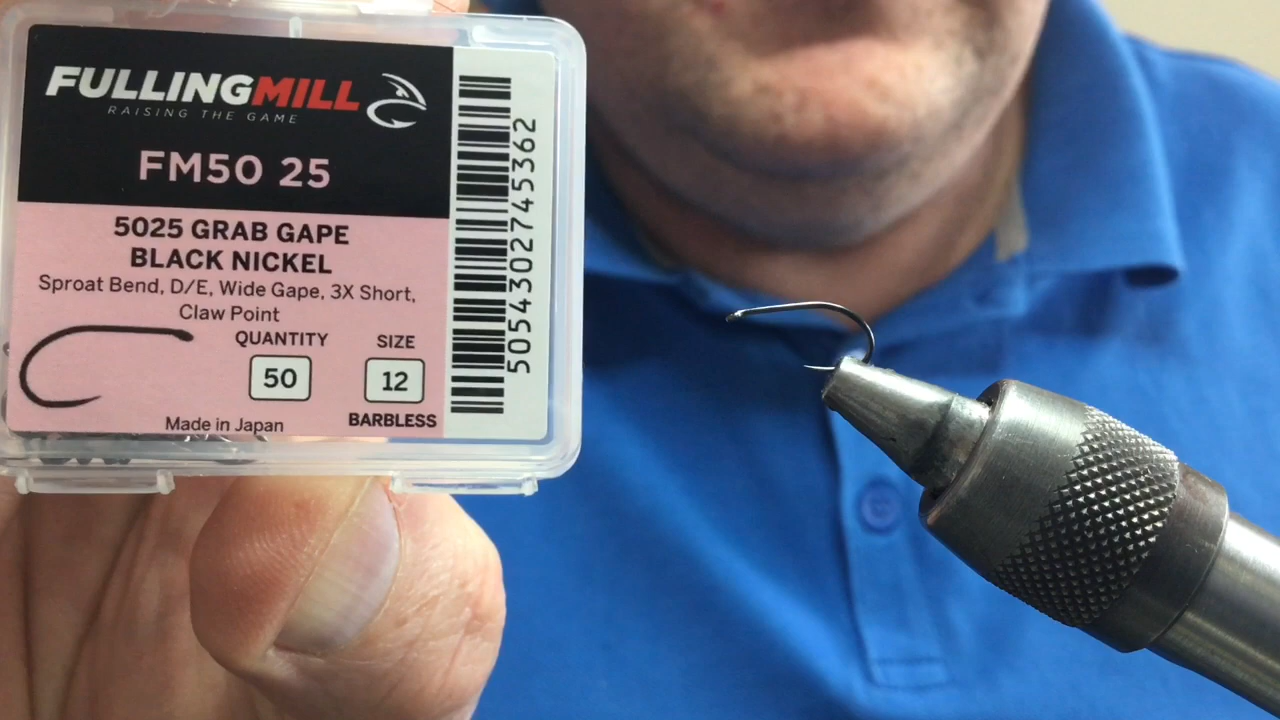 FULLINGMILL
RAISING THE GAME
FM50 25
5025 GRAB GAPE
BLACK NICKEL
Sproat Bend, D/E, Wide Gape, 3X Short,
Claw Point
QUANTITY
50
SIZE
12
Made in Japan
BARBLESS
5054302745362